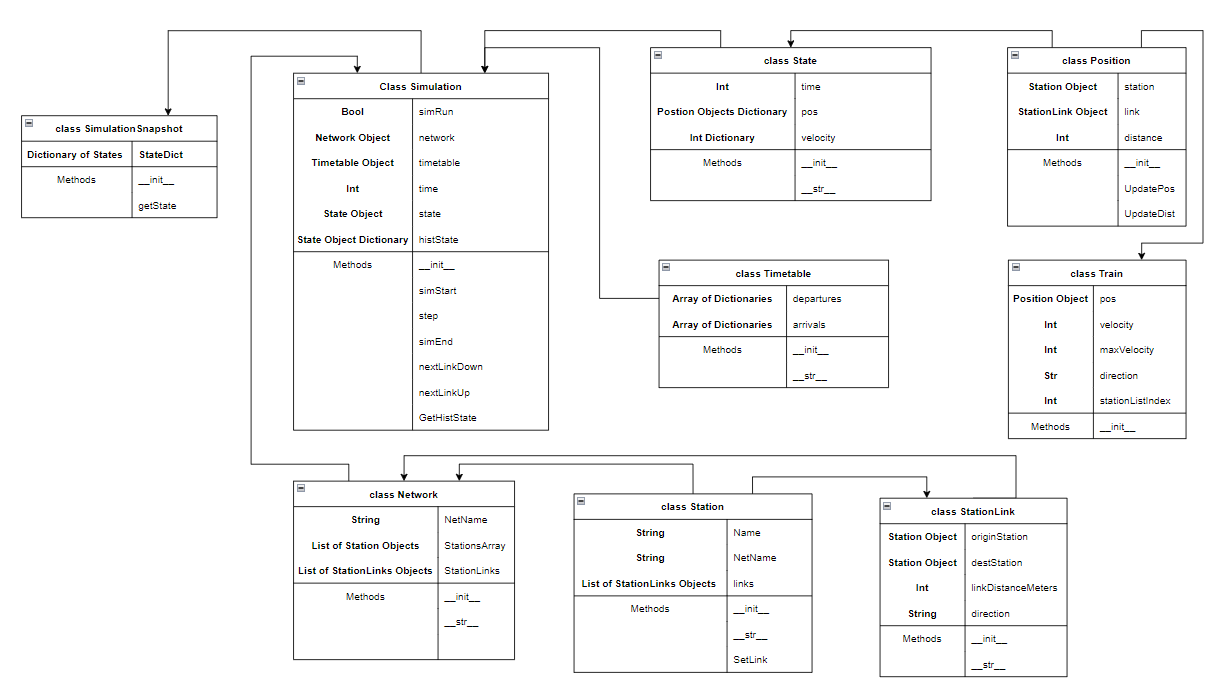 class SimulationSnapshot
Dictionary of States StateDict
Methods __init__
getState
Class Simulation
Bool simRun
Network Object network
Timetable Object timetable
Int time
State Object state
State Object Dictionary histState
Methods __init__
simStart
step
simEnd
nextLinkDown
nextLinkUp
GetHistState
class State
Int time
Postion Objects Dictionary pos
Int Dictionary velocity
Methods __init__
__str__
class Position
Station Object station
StationLink Object link
Int distance
Methods __init__
UpdatePos
UpdateDist
class Timetable
Array of Dictionaries departures
Array of Dictionaries arrivals
Methods __init__
__str__
class Train
Position Object pos
Int velocity
Int maxVelocity
Str direction
Int stationListIndex
Methods __init__
class Network
String NetName
List of Station Objects StationsArray
List of StationLinks Objects StationLinks
Methods __init__
__str__
class Station
String Name
String NetName
List of StationLinks Objects links
Methods __init__
__str__
SetLink
class StationLink
Station Object originStation
Station Object destStation
Int linkDistanceMeters
String direction
Methods __init__
__str__